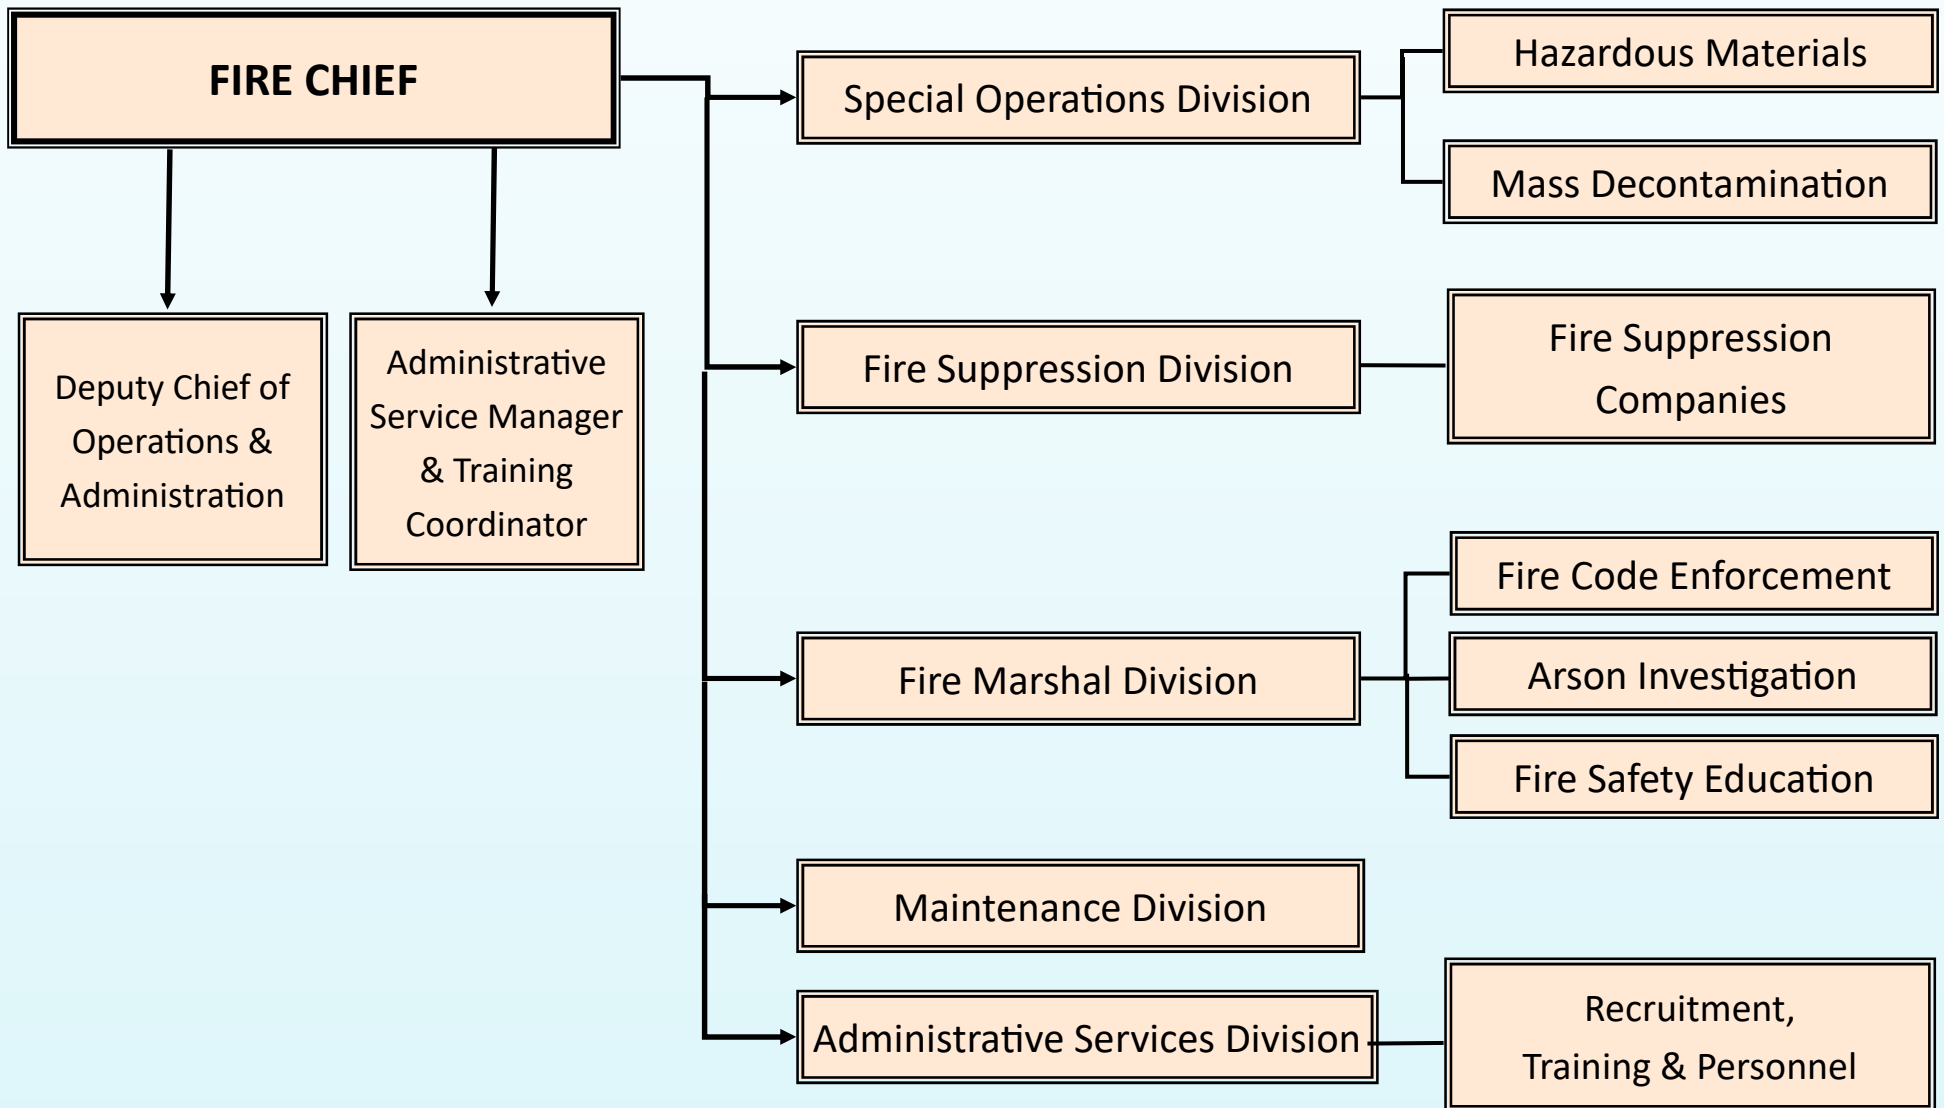 FIRE CHIEF
Deputy Chief of
Operations &
Administration
Administrative
Service Manager
& Training
Coordinator
Special Operations Division
Hazardous Materials
Mass Decontamination
Fire Suppression Division
Fire Suppression
Companies
Fire Marshal Division
Fire Code Enforcement
Arson Investigation
Fire Safety Education
Maintenance Division
Administrative Services Division
Recruitment,
Training & Personnel